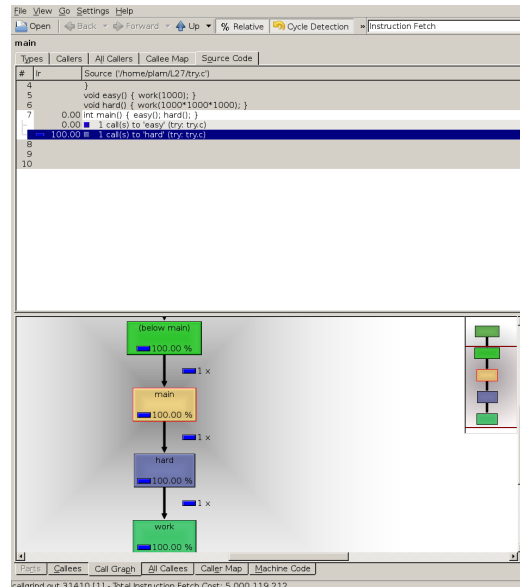 File View Go Settings Help
Open Back Forward Up % Relative Cycle Detection » Instruction Fetch
main
Types Callers All Callers Callee Map Source Code
# Ir Source ('/home/plam/L27/try.c')
4 }
5 void easy() { work(1000); }
6 void hard() { work(1000*1000*1000); }
7 0.00 int main() { easy(); hard(); }
0.00 1 call(s) to 'easy' (try: try.c)
100.00 1 call(s) to 'hard' (try: try.c)
8
9
10
(below main)
100.00 %
1 x
main
100.00 %
1 x
hard
100.00 %
1 x
work
100.00 %
Parts Callees Call Graph All Callees Caller Map Machine Code
callgrind.out.31410 [1] - Total Instruction Fetch Cost: 5 000 119 212